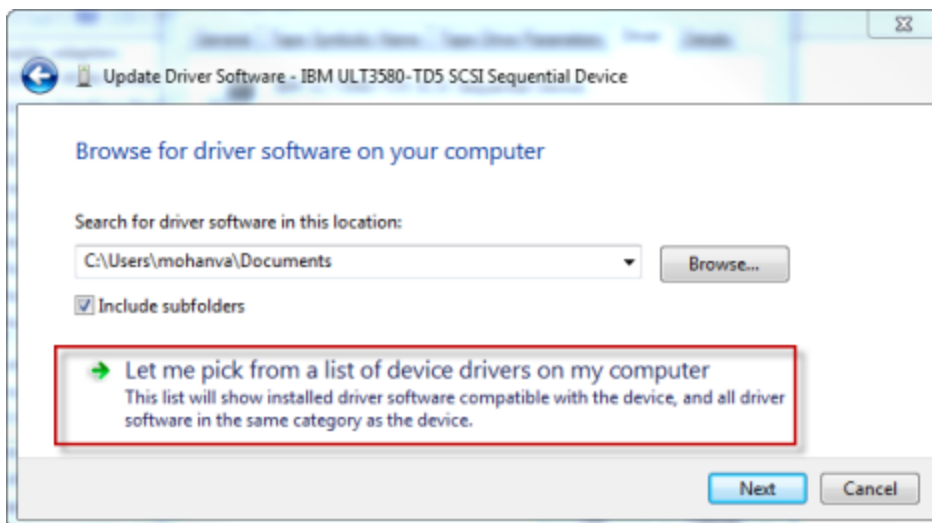 Update Driver Software - IBM ULT3580-TD5 SCSI Sequential Device
Browse for driver software on your computer
Search for driver software in this location:
C:\Users\mohanva\Documents
Browse...
Include subfolders
Let me pick from a list of device drivers on my computer
This list will show installed driver software compatible with the device, and all driver
software in the same category as the device.
Next
Cancel